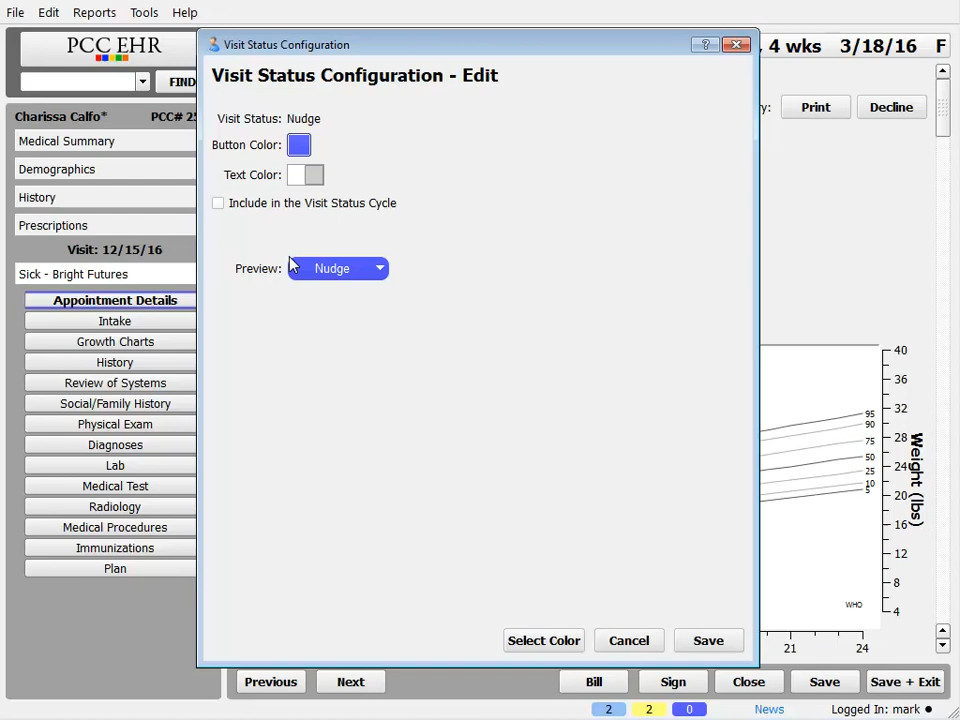 File Edit Reports Tools Help
PCC EHR
FIND
Charissa Calfo* PCC# 25
Medical Summary
Demographics
History
Prescriptions
Visit: 12/15/16
Sick - Bright Futures
Appointment Details
Intake
Growth Charts
History
Review of Systems
Social/Family History
Physical Exam
Diagnoses
Lab
Medical Test
Radiology
Medical Procedures
Immunizations
Plan
Visit Status Configuration
?
Visit Status Configuration - Edit
Visit Status: Nudge
Button Color:
Text Color:
Include in the Visit Status Cycle
Preview: Nudge
Select Color Cancel Save
, 4 wks 3/18/16 F
y: Print Decline
40
36
32
28
24
20
16
12
8
4
95
90
75
50
25
10
5
Weight (lbs)
WHO
21 24
Previous Next Bill Sign Close Save Save + Exit
2 2 0 News Logged In: mark